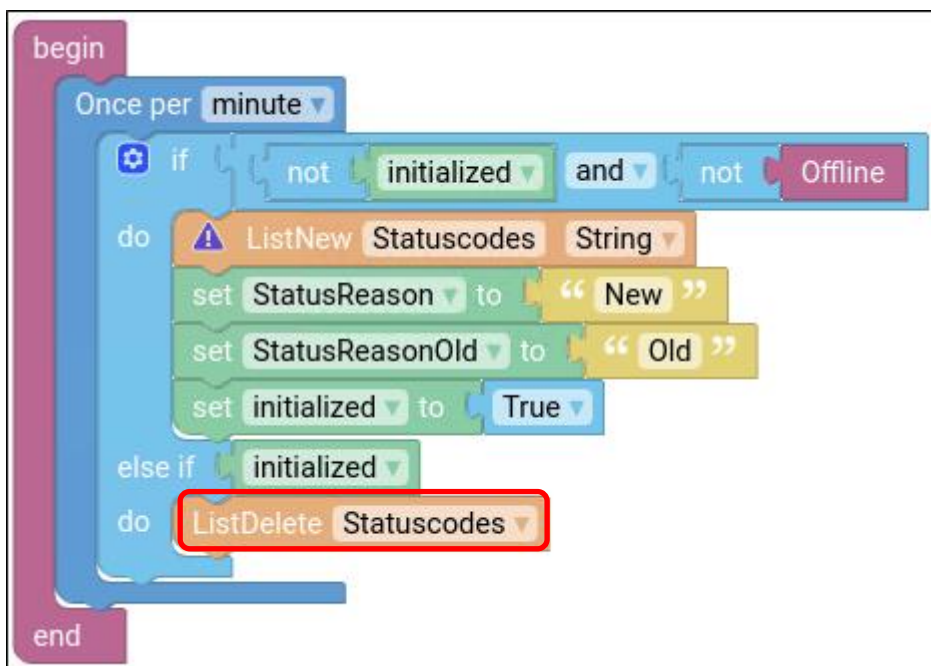 begin
Once per minute
if not initialized and not Offline
do ListNew Statuscodes String
set StatusReason to “ New ”
set StatusReasonOld to “ Old ”
set initialized to True
else if initialized
do ListDelete Statuscodes
end